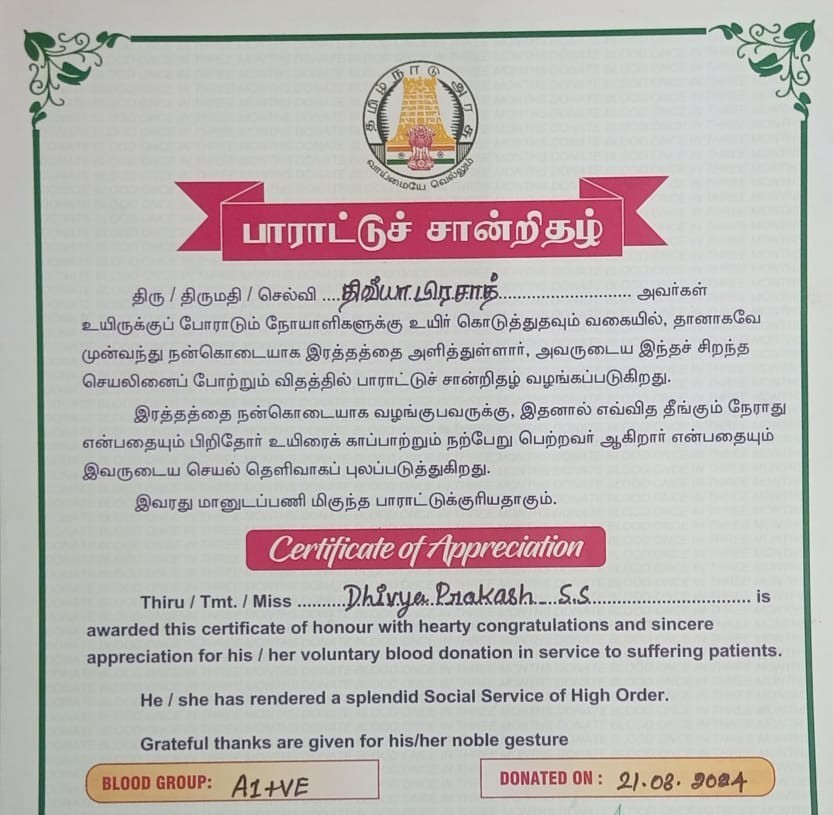 தமிழ்நாடு அரசு
வாய்மையே வெல்லும்
பாராட்டுச் சான்றிதழ்
திரு / திருமதி / செல்வி .... திவ்யா பிரசாத் .............................. அவர்கள்
உயிருக்குப் போராடும் நோயாளிகளுக்கு உயிர் கொடுத்துதவும் வகையில், தானாகவே
முன்வந்து நன்கொடையாக இரத்தத்தை அளித்துள்ளார், அவருடைய இந்தச் சிறந்த
செயலினைப் போற்றும் விதத்தில் பாராட்டுச் சான்றிதழ் வழங்கப்படுகிறது.
இரத்தத்தை நன்கொடையாக வழங்குபவருக்கு, இதனால் எவ்வித தீங்கும் நேராது
என்பதையும் பிறிதோர் உயிரைக் காப்பாற்றும் நற்பேறு பெற்றவர் ஆகிறார் என்பதையும்
இவருடைய செயல் தெளிவாகப் புலப்படுத்துகிறது.
இவரது மானுடப்பணி மிகுந்த பாராட்டுக்குரியதாகும்.
Certificate of Appreciation
Thiru / Tmt. / Miss .......... Dhivya Prakash S.S .............................. is
awarded this certificate of honour with hearty congratulations and sincere
appreciation for his / her voluntary blood donation in service to suffering patients.
He / she has rendered a splendid Social Service of High Order.
Grateful thanks are given for his/her noble gesture
BLOOD GROUP: A1+VE
DONATED ON : 21.03.2024